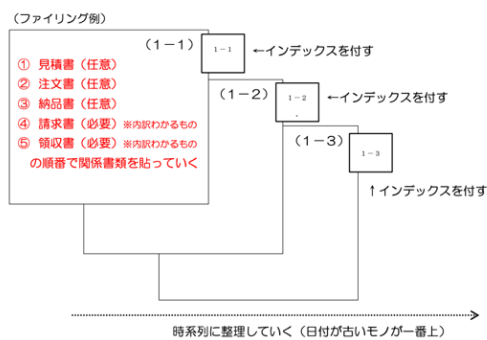 （ファイリング例）
（1－1）
1－1
←インデックスを付す
① 見積書（任意）
② 注文書（任意）
③ 納品書（任意）
④ 請求書（必要）※内訳わかるもの
⑤ 領収書（必要）※内訳わかるもの
の順番で関係書類を貼っていく
（1－2）
1－2
←インデックスを付す
（1－3）
1－3
↑インデックスを付す
時系列に整理していく（日付が古いモノが一番上）